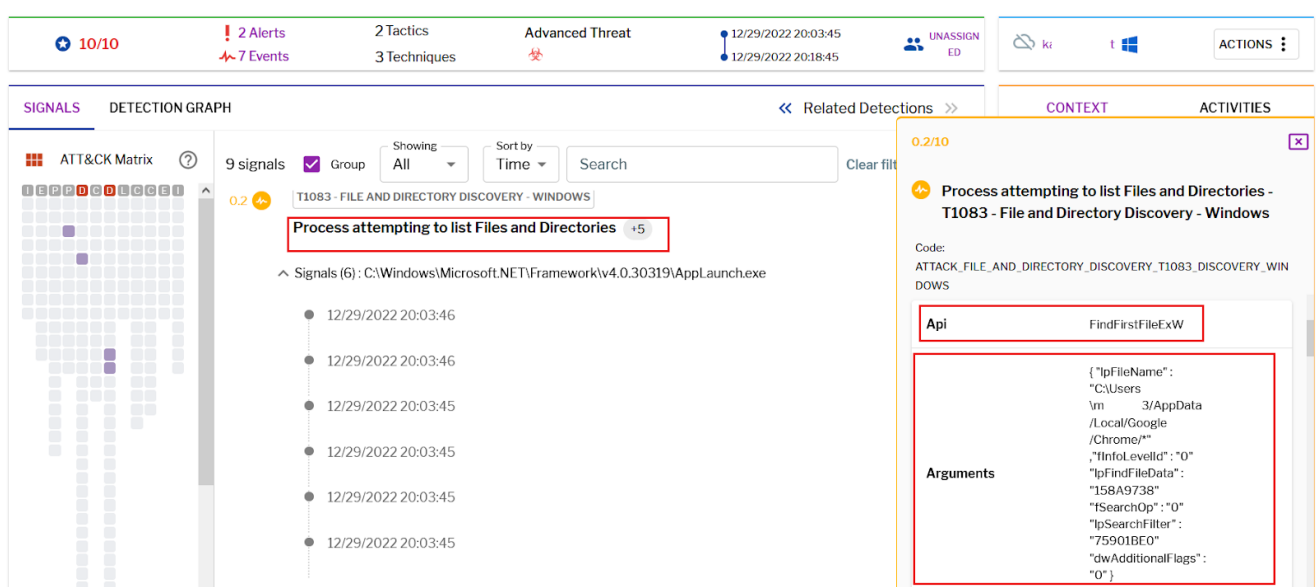 10/10
2 Alerts
7 Events
2 Tactics
3 Techniques
Advanced Threat
12/29/2022 20:03:45
12/29/2022 20:18:45
UNASSIGN
ED
ka t
ACTIONS
SIGNALS DETECTION GRAPH
Related Detections
CONTEXT ACTIVITIES
ATT&CK Matrix
I E P P D C D L C C E I
9 signals Group
Showing
All
Sort by
Time
Search
Clear filt
0.2
T1083 - FILE AND DIRECTORY DISCOVERY - WINDOWS
Process attempting to list Files and Directories +5
Signals (6) : C:\Windows\Microsoft.NET\Framework\v4.0.30319\AppLaunch.exe
12/29/2022 20:03:46
12/29/2022 20:03:46
12/29/2022 20:03:45
12/29/2022 20:03:45
12/29/2022 20:03:45
12/29/2022 20:03:45
0.2/10
Process attempting to list Files and Directories -
T1083 - File and Directory Discovery - Windows
Code:
ATTACK_FILE_AND_DIRECTORY_DISCOVERY_T1083_DISCOVERY_WIN
DOWS
Api FindFirstFileExW
Arguments
{ "lpFileName" :
"C:\Users
\m 3/AppData
/Local/Google
/Chrome/*"
,"fInfoLevelId" : "0"
"lpFindFileData" :
"158A9738"
"fSearchOp" : "0"
"lpSearchFilter" :
"75901BE0"
"dwAdditionalFlags" :
"0" }